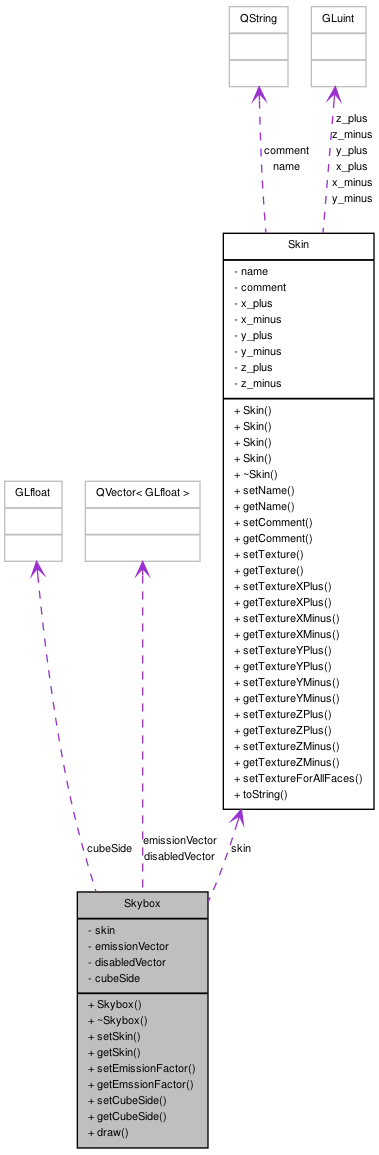 QString
GLuint
z_plus
z_minus
y_plus
x_plus
x_minus
y_minus
comment
name
Skin
- name
- comment
- x_plus
- x_minus
- y_plus
- y_minus
- z_plus
- z_minus
+ Skin()
+ Skin()
+ Skin()
+ Skin()
+ ~Skin()
+ setName()
+ getName()
+ setComment()
+ getComment()
+ setTexture()
+ getTexture()
+ setTextureXPlus()
+ getTextureXPlus()
+ setTextureXMinus()
+ getTextureXMinus()
+ setTextureYPlus()
+ getTextureYPlus()
+ setTextureYMinus()
+ getTextureYMinus()
+ setTextureZPlus()
+ getTextureZPlus()
+ setTextureZMinus()
+ getTextureZMinus()
+ setTextureForAllFaces()
+ toString()
GLfloat
QVector< GLfloat >
cubeSide
emissionVector
disabledVector
skin
Skybox
- skin
- emissionVector
- disabledVector
- cubeSide
+ Skybox()
+ ~Skybox()
+ setSkin()
+ getSkin()
+ setEmissionFactor()
+ getEmssionFactor()
+ setCubeSide()
+ getCubeSide()
+ draw()